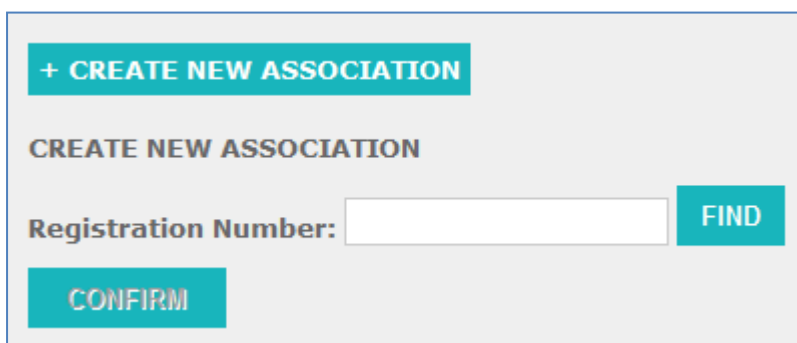 + CREATE NEW ASSOCIATION
CREATE NEW ASSOCIATION
Registration Number: FIND
CONFIRM